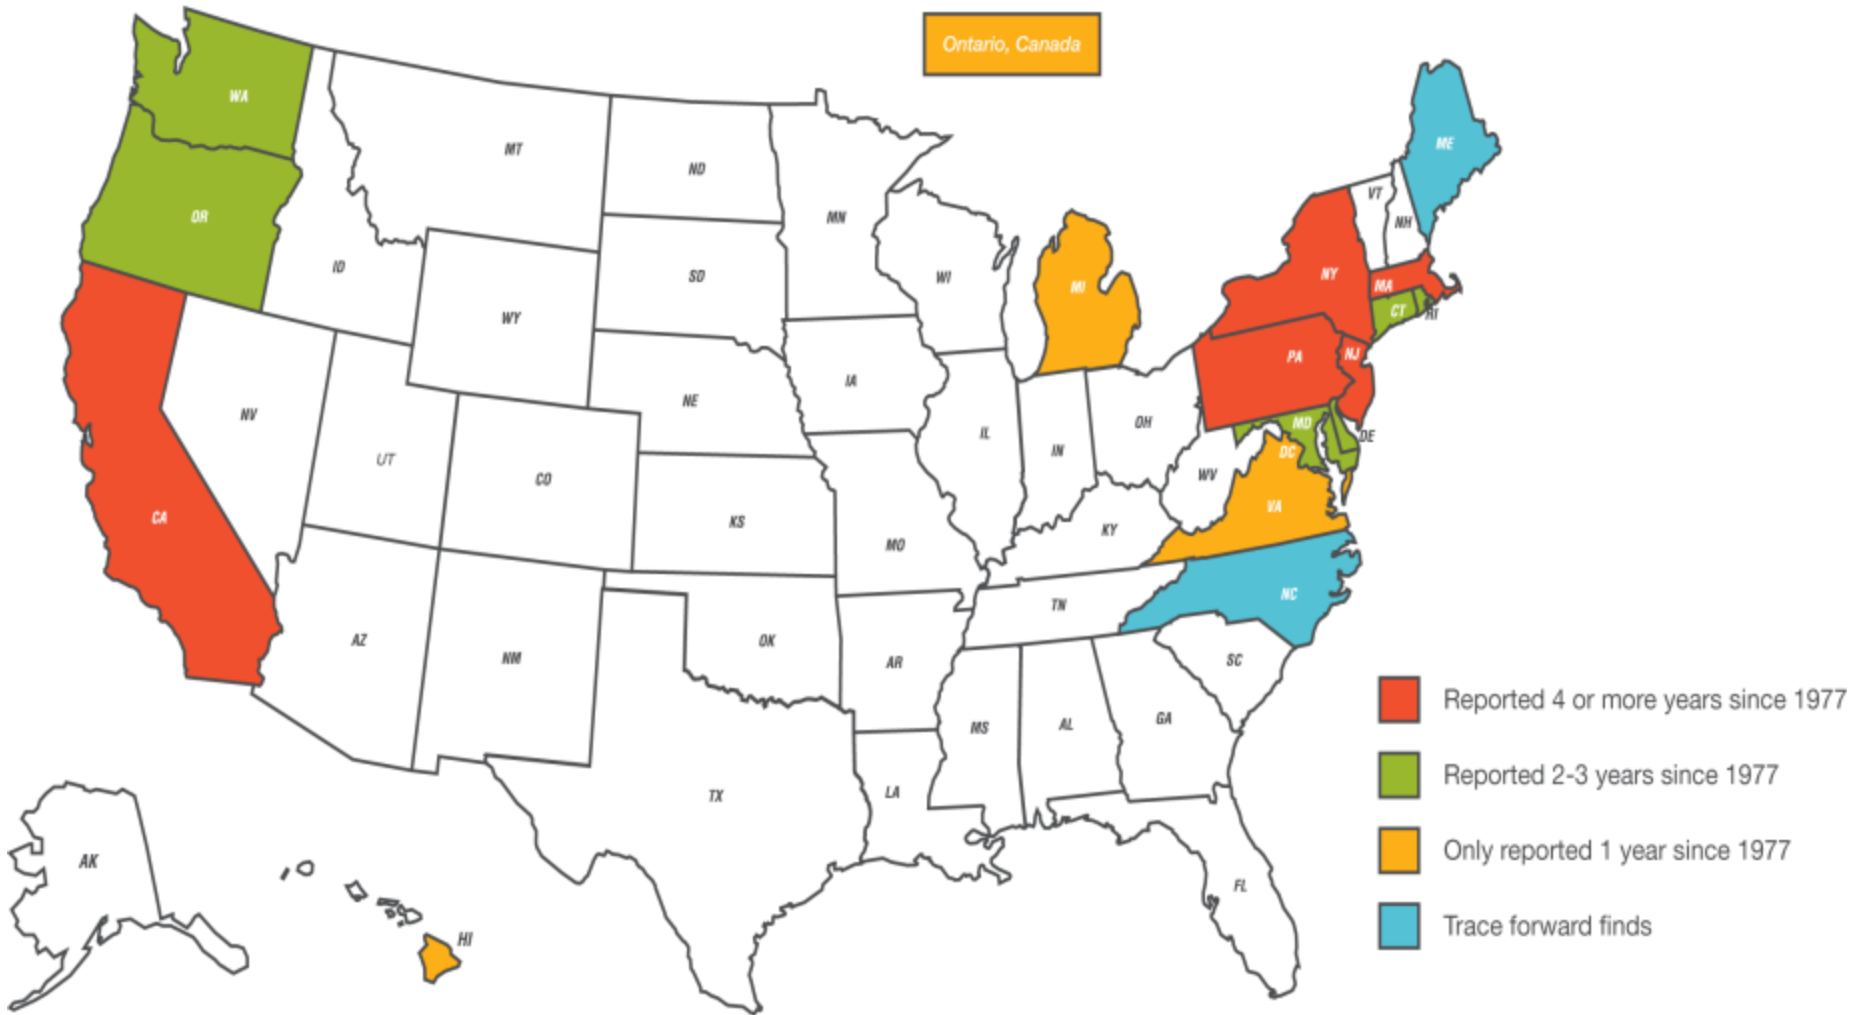 Ontario, Canada
WA
MT
ND
ME
OR
MN
VT
NH
ID
SD
WI
MI
NY
MA
WY
CT
RI
PA
NJ
IA
NE
NV
UT
CO
IL
IN
OH
MD
DE
DC
WV
CA
KS
MO
KY
VA
TN
NC
AZ
NM
OK
AR
SC
MS
AL
GA
TX
LA
AK
FL
HI
Reported 4 or more years since 1977
Reported 2-3 years since 1977
Only reported 1 year since 1977
Trace forward finds